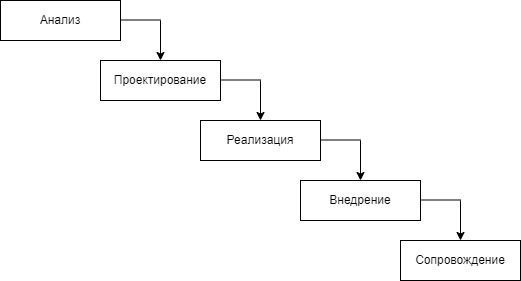 Анализ
Проектирование
Реализация
Внедрение
Сопровождение